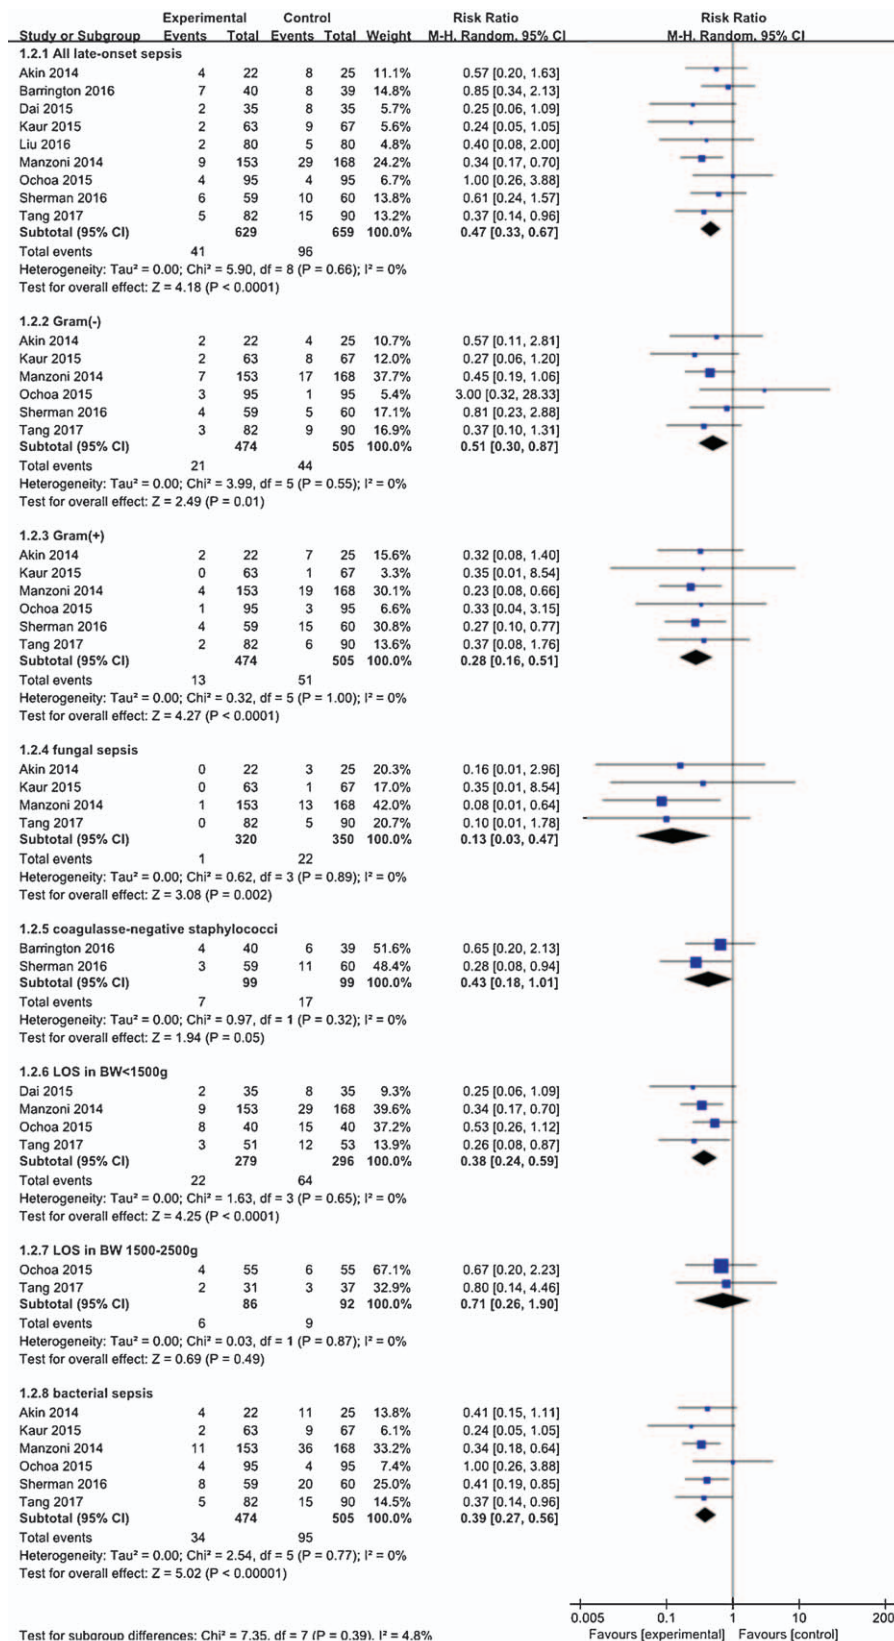 Experimental Control Risk Ratio Risk Ratio
Study or Subgroup Events Total Events Total Weight M-H. Random. 95% CI M-H. Random. 95% CI
1.2.1 All late-onset sepsis
Akin 2014 4 22 8 25 11.1% 0.57 [0.20, 1.63]
Barrington 2016 7 40 8 39 14.8% 0.85 [0.34, 2.13]
Dai 2015 2 35 8 35 5.7% 0.25 [0.06, 1.09]
Kaur 2015 2 63 9 67 5.6% 0.24 [0.05, 1.05]
Liu 2016 2 80 5 80 4.8% 0.40 [0.08, 2.00]
Manzoni 2014 9 153 29 168 24.2% 0.34 [0.17, 0.70]
Ochoa 2015 4 95 4 95 6.7% 1.00 [0.26, 3.88]
Sherman 2016 6 59 10 60 13.8% 0.61 [0.24, 1.57]
Tang 2017 5 82 15 90 13.2% 0.37 [0.14, 0.96]
Subtotal (95% CI) 629 659 100.0% 0.47 [0.33, 0.67]
Total events 41 96
Heterogeneity: Tau² = 0.00; Chi² = 5.90, df = 8 (P = 0.66); I² = 0%
Test for overall effect: Z = 4.18 (P < 0.0001)
1.2.2 Gram(-)
Akin 2014 2 22 4 25 10.7% 0.57 [0.11, 2.81]
Kaur 2015 2 63 8 67 12.0% 0.27 [0.06, 1.20]
Manzoni 2014 7 153 17 168 37.7% 0.45 [0.19, 1.06]
Ochoa 2015 3 95 1 95 5.4% 3.00 [0.32, 28.33]
Sherman 2016 4 59 5 60 17.1% 0.81 [0.23, 2.88]
Tang 2017 3 82 9 90 16.9% 0.37 [0.10, 1.31]
Subtotal (95% CI) 474 505 100.0% 0.51 [0.30, 0.87]
Total events 21 44
Heterogeneity: Tau² = 0.00; Chi² = 3.99, df = 5 (P = 0.55); I² = 0%
Test for overall effect: Z = 2.49 (P = 0.01)
1.2.3 Gram(+)
Akin 2014 2 22 7 25 15.6% 0.32 [0.08, 1.40]
Kaur 2015 0 63 1 67 3.3% 0.35 [0.01, 8.54]
Manzoni 2014 4 153 19 168 30.1% 0.23 [0.08, 0.66]
Ochoa 2015 1 95 3 95 6.6% 0.33 [0.04, 3.15]
Sherman 2016 4 59 15 60 30.8% 0.27 [0.10, 0.77]
Tang 2017 2 82 6 90 13.6% 0.37 [0.08, 1.76]
Subtotal (95% CI) 474 505 100.0% 0.28 [0.16, 0.51]
Total events 13 51
Heterogeneity: Tau² = 0.00; Chi² = 0.32, df = 5 (P = 1.00); I² = 0%
Test for overall effect: Z = 4.27 (P < 0.0001)
1.2.4 fungal sepsis
Akin 2014 0 22 3 25 20.3% 0.16 [0.01, 2.96]
Kaur 2015 0 63 1 67 17.0% 0.35 [0.01, 8.54]
Manzoni 2014 1 153 13 168 42.0% 0.08 [0.01, 0.64]
Tang 2017 0 82 5 90 20.7% 0.10 [0.01, 1.78]
Subtotal (95% CI) 320 350 100.0% 0.13 [0.03, 0.47]
Total events 1 22
Heterogeneity: Tau² = 0.00; Chi² = 0.62, df = 3 (P = 0.89); I² = 0%
Test for overall effect: Z = 3.08 (P = 0.002)
1.2.5 coagulasse-negative staphylococci
Barrington 2016 4 40 6 39 51.6% 0.65 [0.20, 2.13]
Sherman 2016 3 59 11 60 48.4% 0.28 [0.08, 0.94]
Subtotal (95% CI) 99 99 100.0% 0.43 [0.18, 1.01]
Total events 7 17
Heterogeneity: Tau² = 0.00; Chi² = 0.97, df = 1 (P = 0.32); I² = 0%
Test for overall effect: Z = 1.94 (P = 0.05)
1.2.6 LOS in BW<1500g
Dai 2015 2 35 8 35 9.3% 0.25 [0.06, 1.09]
Manzoni 2014 9 153 29 168 39.6% 0.34 [0.17, 0.70]
Ochoa 2015 8 40 15 40 37.2% 0.53 [0.26, 1.12]
Tang 2017 3 51 12 53 13.9% 0.26 [0.08, 0.87]
Subtotal (95% CI) 279 296 100.0% 0.38 [0.24, 0.59]
Total events 22 64
Heterogeneity: Tau² = 0.00; Chi² = 1.63, df = 3 (P = 0.65); I² = 0%
Test for overall effect: Z = 4.25 (P < 0.0001)
1.2.7 LOS in BW 1500-2500g
Ochoa 2015 4 55 6 55 67.1% 0.67 [0.20, 2.23]
Tang 2017 2 31 3 37 32.9% 0.80 [0.14, 4.46]
Subtotal (95% CI) 86 92 100.0% 0.71 [0.26, 1.90]
Total events 6 9
Heterogeneity: Tau² = 0.00; Chi² = 0.03, df = 1 (P = 0.87); I² = 0%
Test for overall effect: Z = 0.69 (P = 0.49)
1.2.8 bacterial sepsis
Akin 2014 4 22 11 25 13.8% 0.41 [0.15, 1.11]
Kaur 2015 2 63 9 67 6.1% 0.24 [0.05, 1.05]
Manzoni 2014 11 153 36 168 33.2% 0.34 [0.18, 0.64]
Ochoa 2015 4 95 4 95 7.4% 1.00 [0.26, 3.88]
Sherman 2016 8 59 20 60 25.0% 0.41 [0.19, 0.85]
Tang 2017 5 82 15 90 14.5% 0.37 [0.14, 0.96]
Subtotal (95% CI) 474 505 100.0% 0.39 [0.27, 0.56]
Total events 34 95
Heterogeneity: Tau² = 0.00; Chi² = 2.54, df = 5 (P = 0.77); I² = 0%
Test for overall effect: Z = 5.02 (P < 0.00001)
0.005 0.1 1 10 200
Favours [experimental] Favours [control]
Test for subgroup differences: Chi² = 7.35. df = 7 (P = 0.39). I² = 4.8%